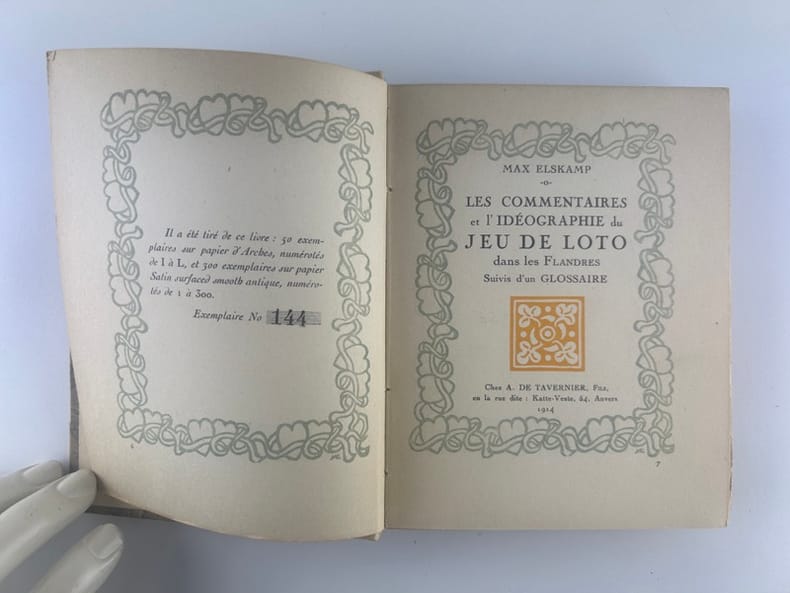 Il a été tiré de ce livre : 50 exem-
plaires sur papier d'Arches, numérotés
de I à L, et 300 exemplaires sur papier
Satin surfaced smooth antique, numéro-
tés de 1 à 300.
Exemplaire No 144
6
MAX ELSKAMP
-o-
LES COMMENTAIRES
et l'IDÉOGRAPHIE du
JEU DE LOTO
dans les FLANDRES
Suivis d'un GLOSSAIRE
Chez A. DE TAVERNIER, Fils,
en la rue dite : Katte-Veste, 54, Anvers
1914
7